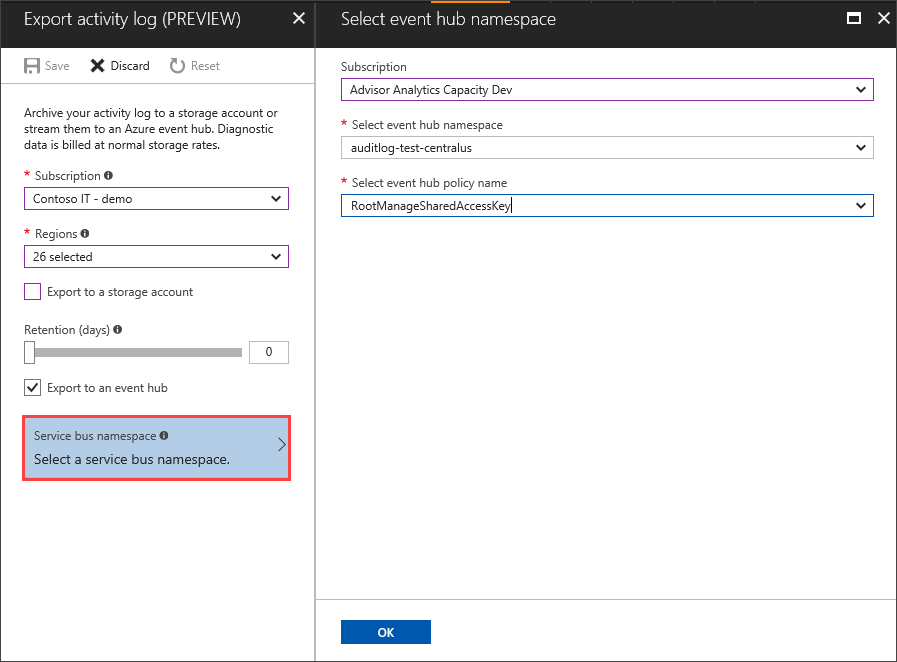 Export activity log (PREVIEW)
Save Discard Reset
Archive your activity log to a storage account or
stream them to an Azure event hub. Diagnostic
data is billed at normal storage rates.
* Subscription
Contoso IT - demo
* Regions
26 selected
Export to a storage account
Retention (days)
0
Export to an event hub
Service bus namespace
Select a service bus namespace.
Select event hub namespace
Subscription
Advisor Analytics Capacity Dev
* Select event hub namespace
auditlog-test-centralus
* Select event hub policy name
RootManageSharedAccessKey
OK